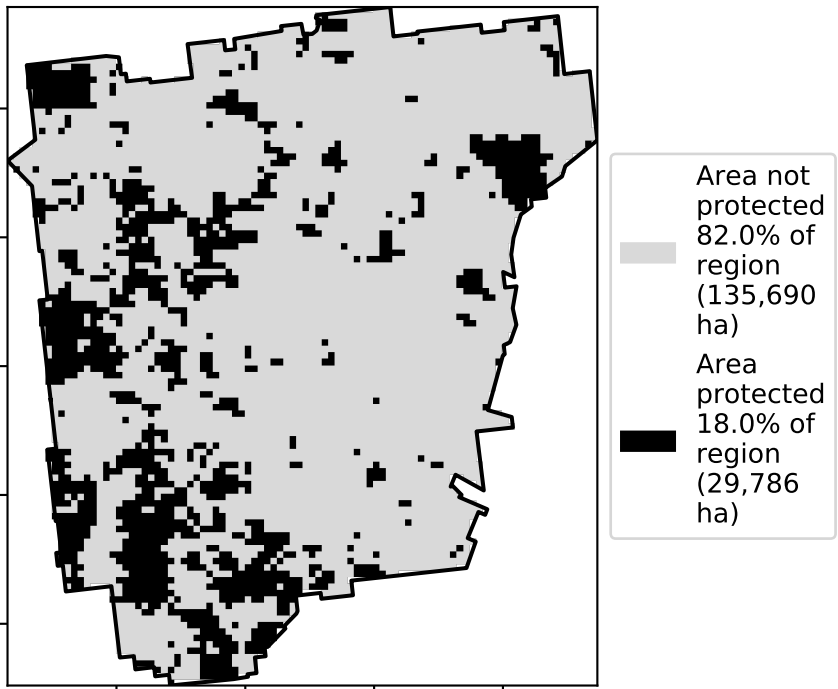 Area not
protected
82.0% of
region
(135,690
ha)
Area
protected
18.0% of
region
(29,786
ha)